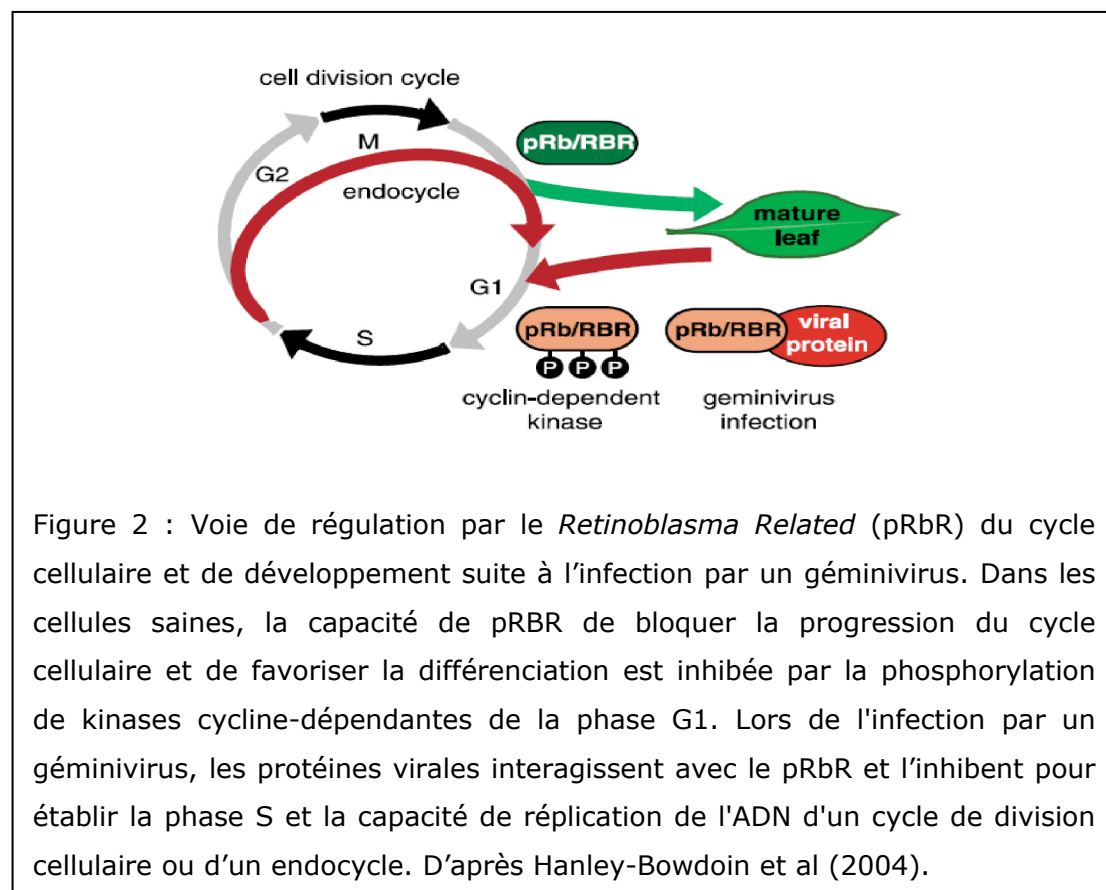 cell division cycle
M
pRb/RBR
G2
endocycle
mature
leaf
G1
S
pRb/RBR
P P P
cyclin-dependent
kinase
pRb/RBR
viral
protein
geminivirus
infection
Figure 2 : Voie de régulation par le Retinoblasma Related (pRbR) du cycle
cellulaire et de développement suite à l’infection par un géminivirus. Dans les
cellules saines, la capacité de pRBR de bloquer la progression du cycle
cellulaire et de favoriser la différenciation est inhibée par la phosphorylation
de kinases cycline-dépendantes de la phase G1. Lors de l'infection par un
géminivirus, les protéines virales interagissent avec le pRbR et l’inhibent pour
établir la phase S et la capacité de réplication de l'ADN d'un cycle de division
cellulaire ou d’un endocycle. D’après Hanley-Bowdoin et al (2004).